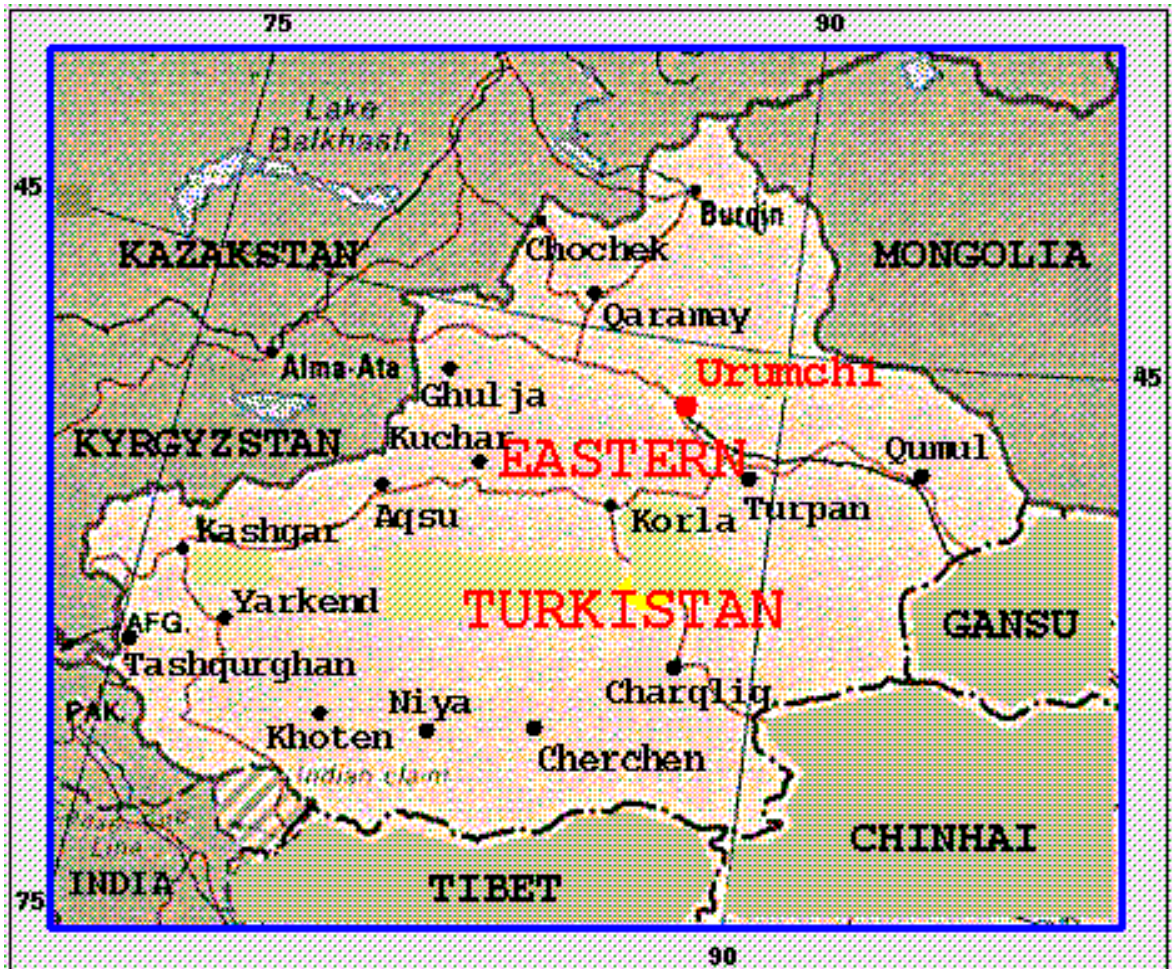 75
90
Lake
Balkhash
45
KAZAKSTAN
Burqin
Chochek
MONGOLIA
Qaramay
Alma-Ata
Urumchi
45
Ghulja
KYRGYZSTAN
Kuchar
EASTERN
Qumul
Aqsu
Korla
Turpan
Kashgar
Yarkend
TURKISTAN
AFG.
GANSU
Tashqurghan
Charqliq
Niya
PAK.
Khoten
Cherchen
Indian claim
Line
CHINHAI
INDIA
TIBET
75
90